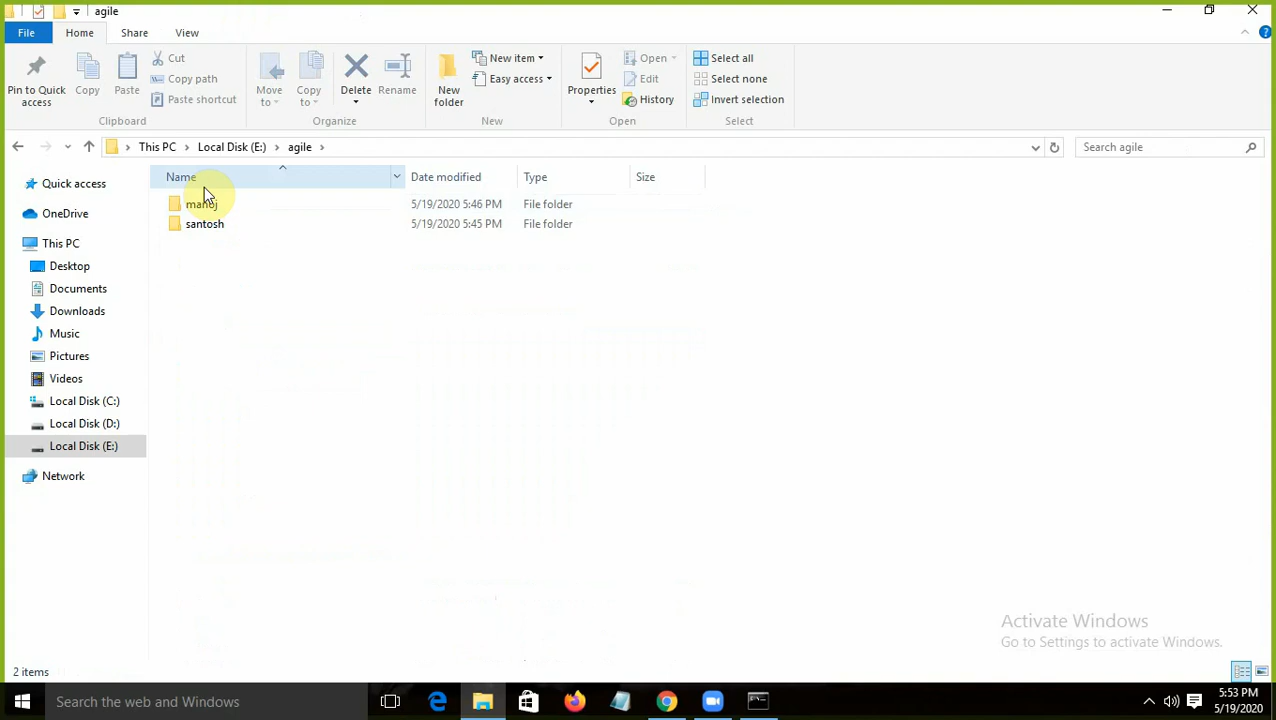 agile
File Home Share View
Pin to Quick access
Copy
Paste
Cut
Copy path
Paste shortcut
Clipboard
Move to
Copy to
Delete
Rename
Organize
New folder
New item
Easy access
New
Properties
Open
Edit
History
Open
Select all
Select none
Invert selection
Select
This PC Local Disk (E:) agile
Search agile
Name Date modified Type Size
manoj 5/19/2020 5:46 PM File folder
santosh 5/19/2020 5:45 PM File folder
Quick access
OneDrive
This PC
Desktop
Documents
Downloads
Music
Pictures
Videos
Local Disk (C:)
Local Disk (D:)
Local Disk (E:)
Network
Activate Windows
Go to Settings to activate Windows.
2 items
Search the web and Windows
5:53 PM
5/19/2020